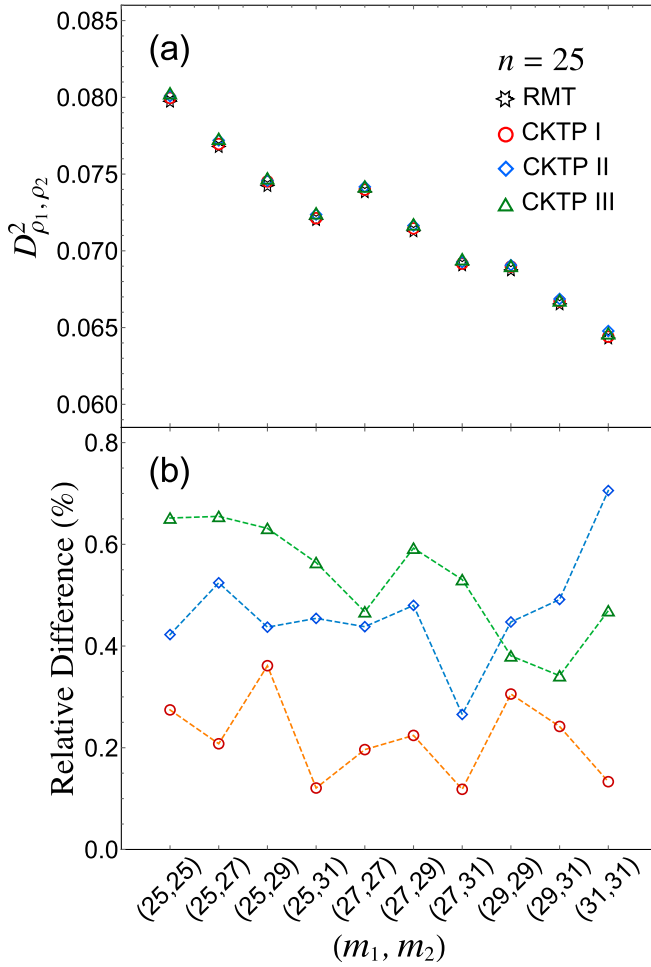 0.085
(a)
n = 25
0.080
RMT
CKTP I
0.075
CKTP II
CKTP III
D²ρ₁, ρ₂
0.070
0.065
0.060
0.8
(b)
0.6
Relative Difference (%)
0.4
0.2
0.0
(25,25) (25,27) (25,29) (25,31) (27,27) (27,29) (27,31) (29,29) (29,31) (31,31)
(m₁, m₂)